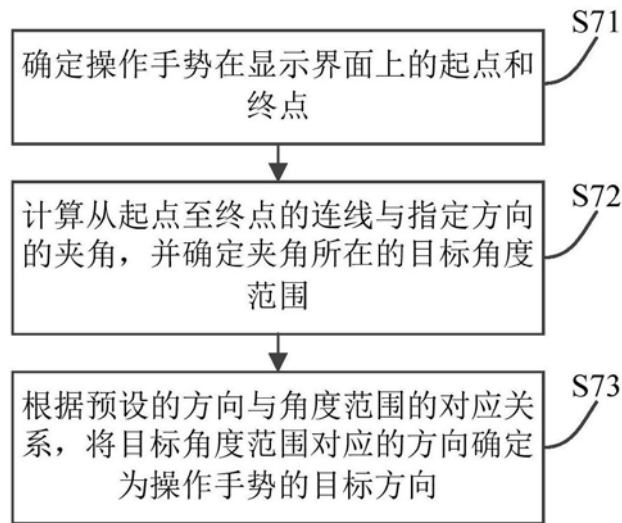 S71
确定操作手势在显示界面上的起点和
终点
S72
计算从起点至终点的连线与指定方向
的夹角，并确定夹角所在的目标角度
范围
S73
根据预设的方向与角度范围的对应关
系，将目标角度范围对应的方向确定
为操作手势的目标方向